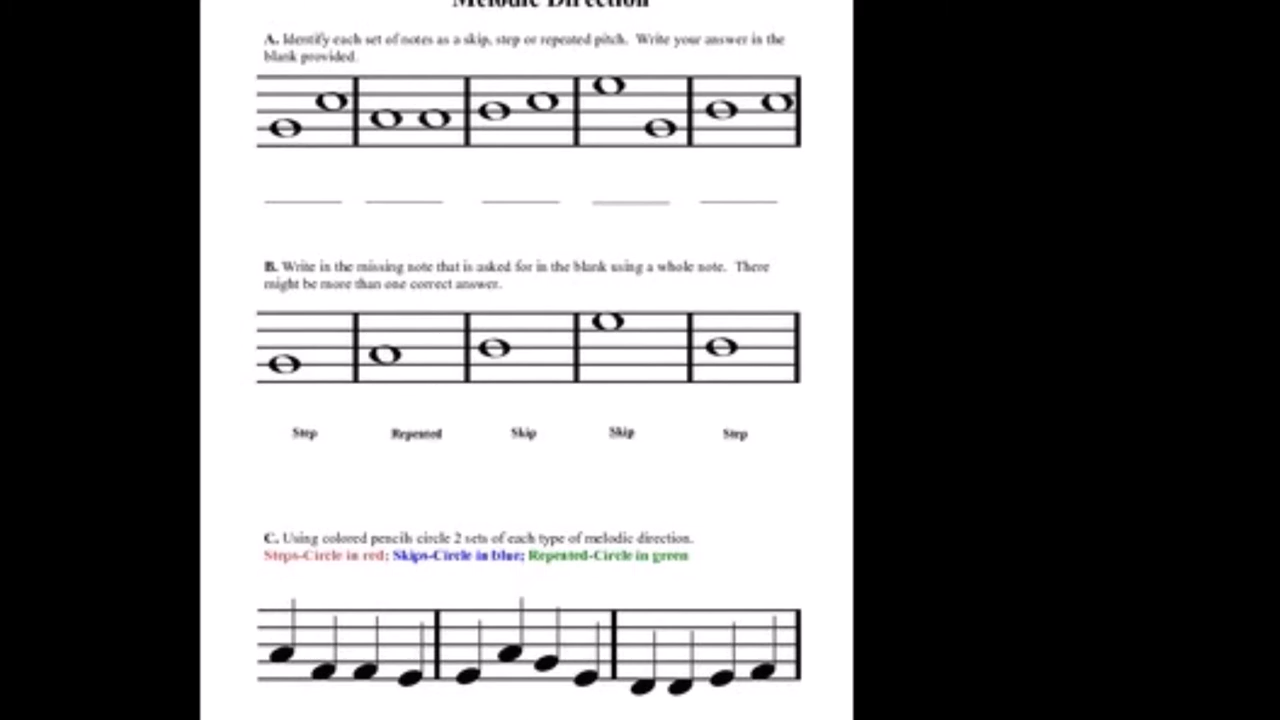 Melodic Direction
A. Identify each set of notes as a skip, step or repeated pitch. Write your answer in the
blank provided.
B. Write in the missing note that is asked for in the blank using a whole note. There
might be more than one correct answer.
Step Repeated Skip Skip Step
C. Using colored pencils circle 2 sets of each type of melodic direction.
Steps-Circle in red; Skips-Circle in blue; Repeated-Circle in green